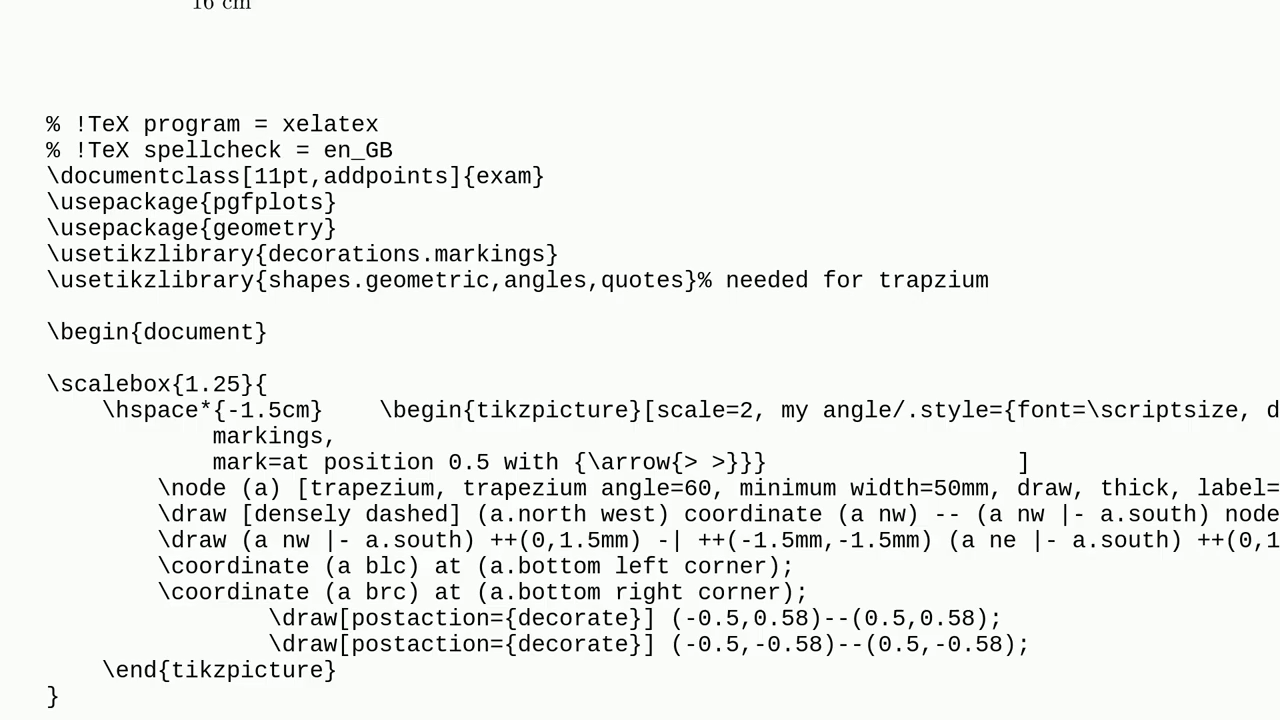 16 cm
% !TeX program = xelatex
% !TeX spellcheck = en_GB
\documentclass[11pt,addpoints]{exam}
\usepackage{pgfplots}
\usepackage{geometry}
\usetikzlibrary{decorations.markings}
\usetikzlibrary{shapes.geometric,angles,quotes}% needed for trapzium
\begin{document}
\scalebox{1.25}{
    \hspace*{-1.5cm}    \begin{tikzpicture}[scale=2, my angle/.style={font=\scriptsize, d
            markings,
            mark=at position 0.5 with {\arrow{> >}}}                  ]
        \node (a) [trapezium, trapezium angle=60, minimum width=50mm, draw, thick, label=
        \draw [densely dashed] (a.north west) coordinate (a nw) -- (a nw |- a.south) node
        \draw (a nw |- a.south) ++(0,1.5mm) -| ++(-1.5mm,-1.5mm) (a ne |- a.south) ++(0,1
        \coordinate (a blc) at (a.bottom left corner);
        \coordinate (a brc) at (a.bottom right corner);
                \draw[postaction={decorate}] (-0.5,0.58)--(0.5,0.58);
                \draw[postaction={decorate}] (-0.5,-0.58)--(0.5,-0.58);
    \end{tikzpicture}
}